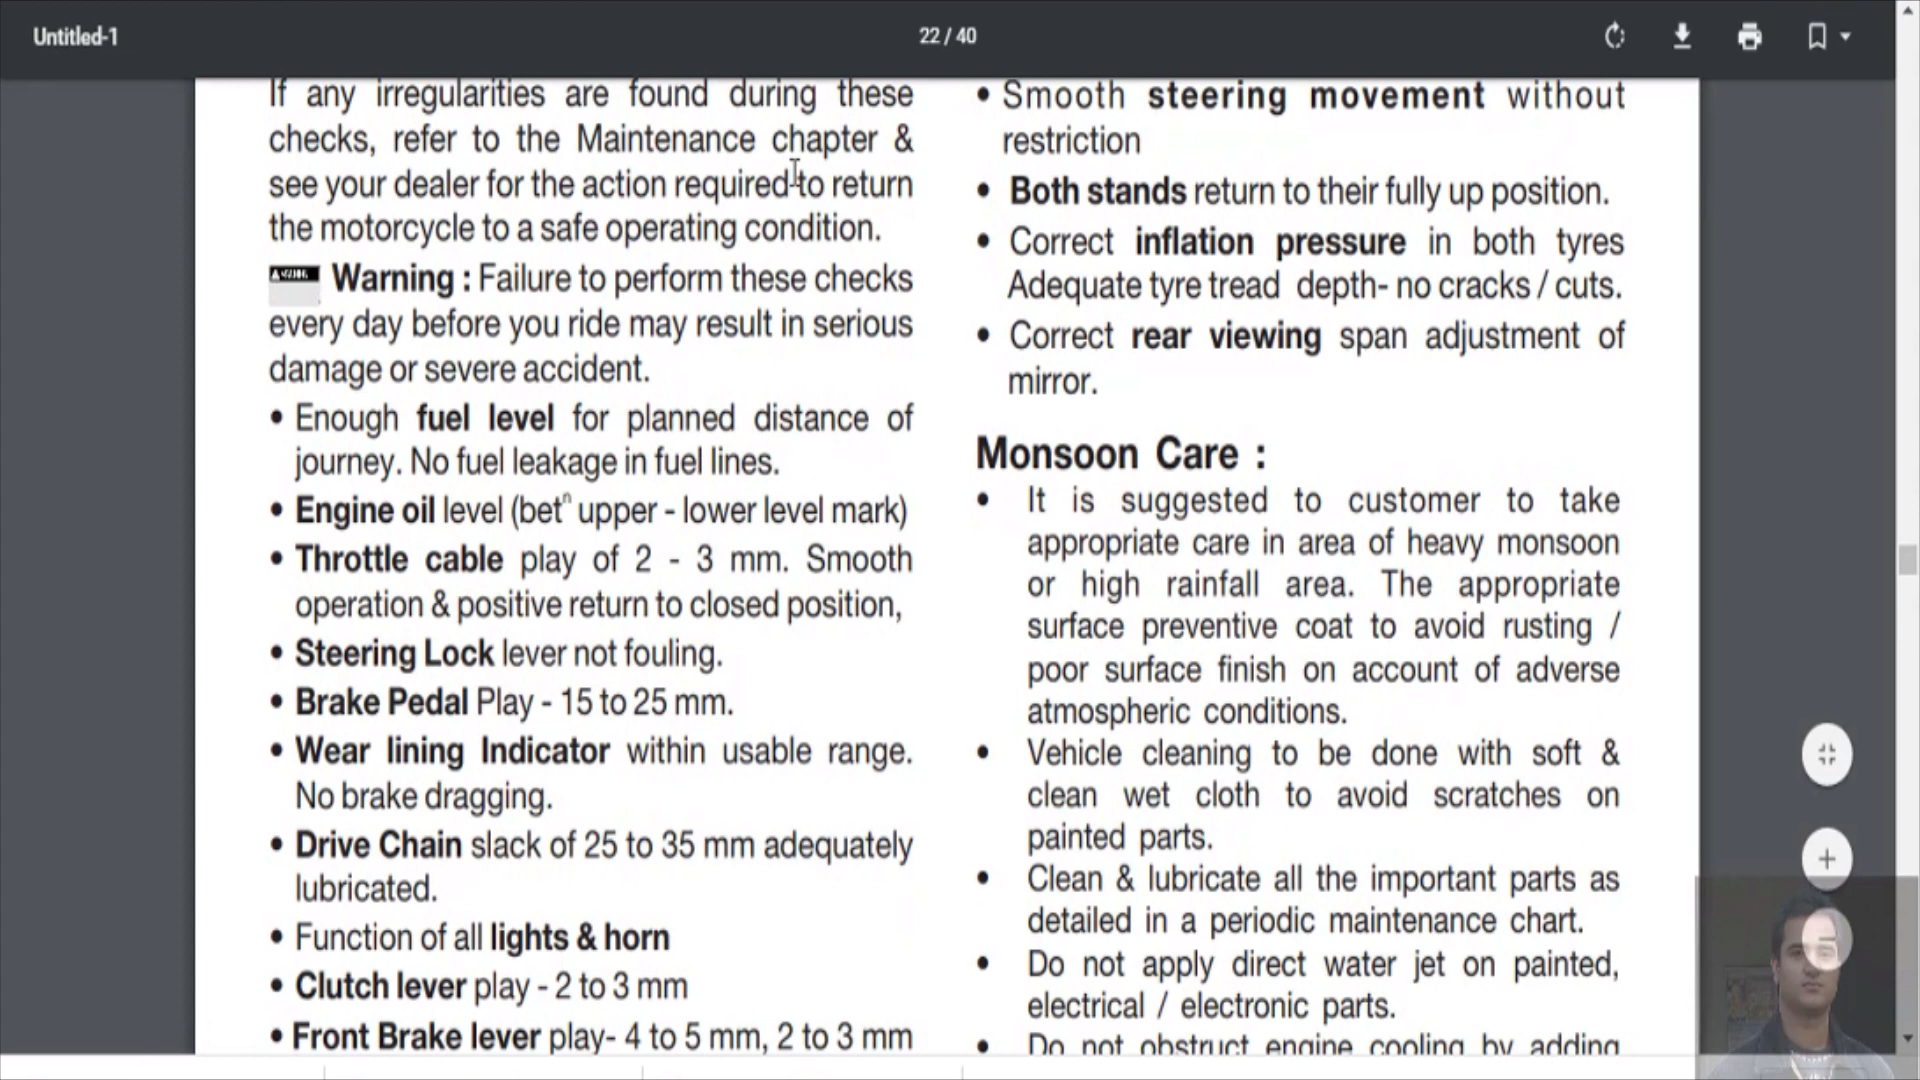 Untitled-1
22 / 40
If any irregularities are found during these
checks, refer to the Maintenance chapter &
see your dealer for the action required to return
the motorcycle to a safe operating condition.
Warning : Failure to perform these checks
every day before you ride may result in serious
damage or severe accident.
• Enough fuel level for planned distance of
journey. No fuel leakage in fuel lines.
• Engine oil level (betⁿ upper - lower level mark)
• Throttle cable play of 2 - 3 mm. Smooth
operation & positive return to closed position,
• Steering Lock lever not fouling.
• Brake Pedal Play - 15 to 25 mm.
• Wear lining Indicator within usable range.
No brake dragging.
• Drive Chain slack of 25 to 35 mm adequately
lubricated.
• Function of all lights & horn
• Clutch lever play - 2 to 3 mm
• Front Brake lever play- 4 to 5 mm, 2 to 3 mm
• Smooth steering movement without
restriction
• Both stands return to their fully up position.
• Correct inflation pressure in both tyres
Adequate tyre tread depth- no cracks / cuts.
• Correct rear viewing span adjustment of
mirror.
Monsoon Care :
• It is suggested to customer to take
appropriate care in area of heavy monsoon
or high rainfall area. The appropriate
surface preventive coat to avoid rusting /
poor surface finish on account of adverse
atmospheric conditions.
• Vehicle cleaning to be done with soft &
clean wet cloth to avoid scratches on
painted parts.
• Clean & lubricate all the important parts as
detailed in a periodic maintenance chart.
• Do not apply direct water jet on painted,
electrical / electronic parts.
• Do not obstruct engine cooling by adding